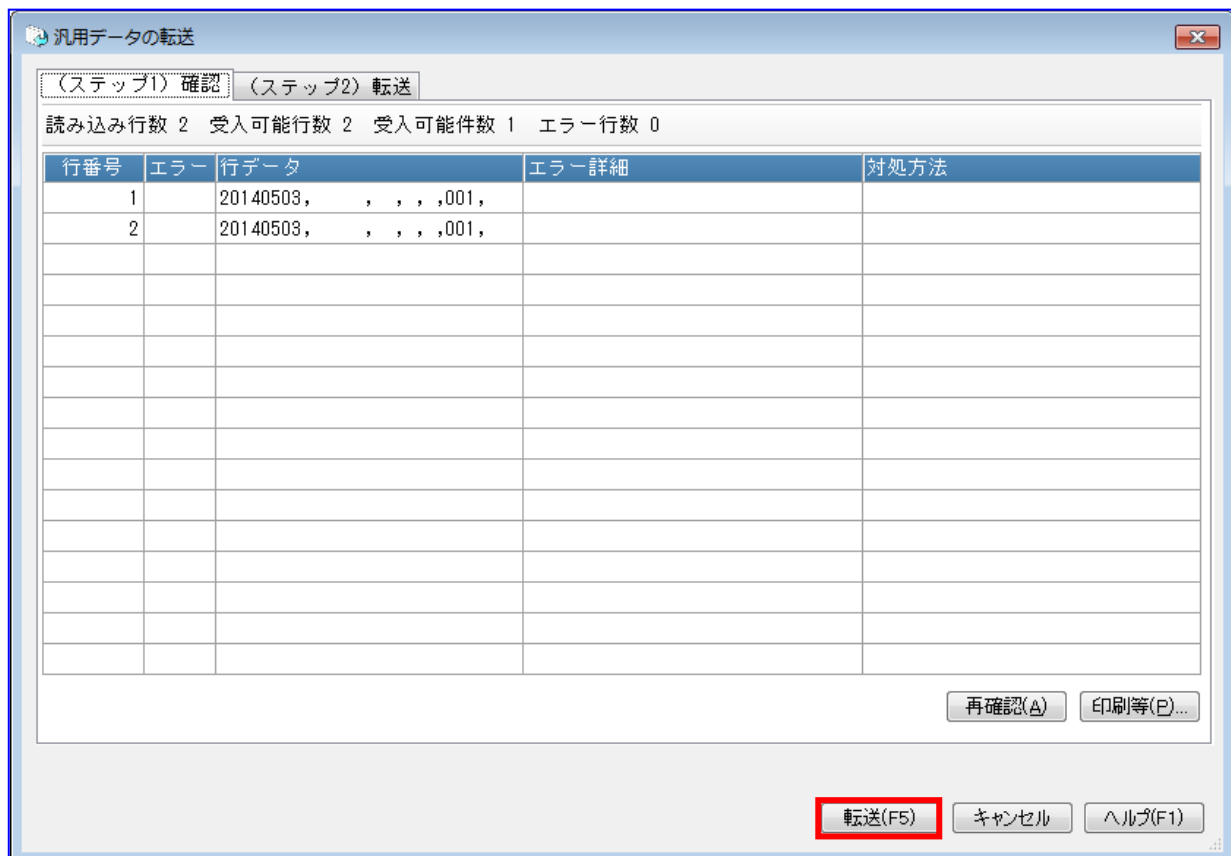 汎用データの転送
(ステップ1) 確認 (ステップ2) 転送
読み込み行数 2 受入可能行数 2 受入可能件数 1 エラー行数 0
行番号 エラー 行データ エラー詳細 対処方法
1 20140503, , , , ,001,
2 20140503, , , , ,001,
再確認(A) 印刷等(P)...
転送(F5) キャンセル ヘルプ(F1)